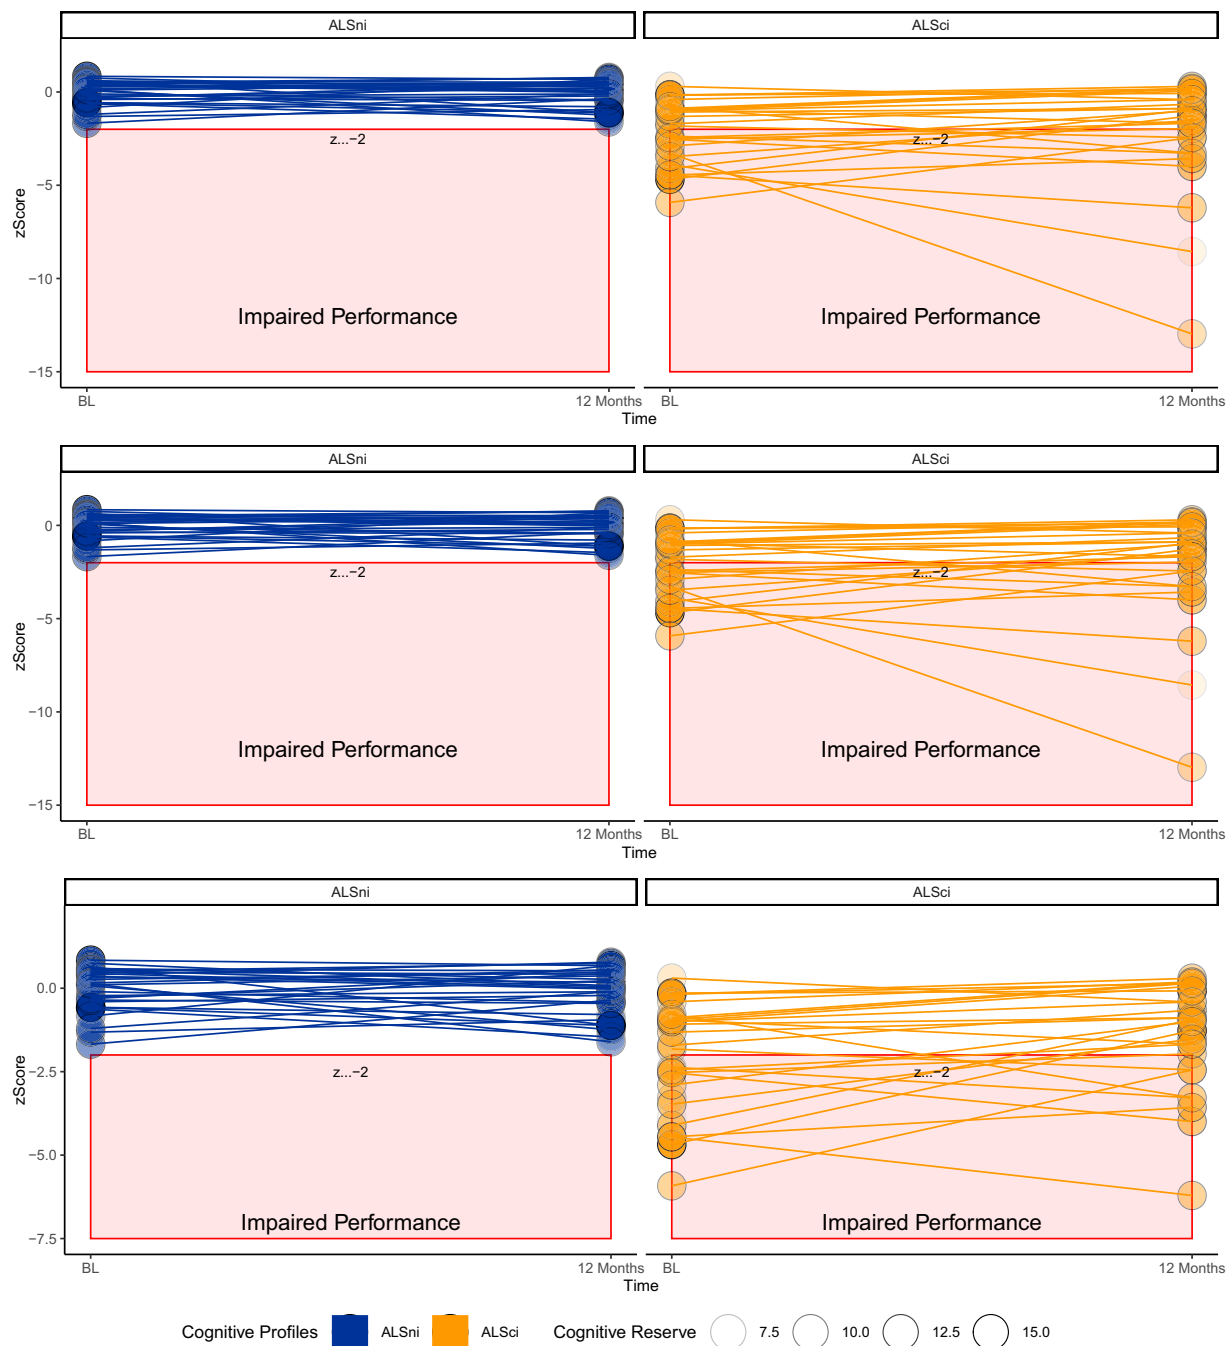 ALSni ALSci
0
z...−2 z...−2
−5
zScore
−10
Impaired Performance Impaired Performance
−15
BL 12 Months BL 12 Months
Time
ALSni ALSci
0
z...−2 z...−2
−5
zScore
−10
Impaired Performance Impaired Performance
−15
BL 12 Months BL 12 Months
Time
ALSni ALSci
0.0
z...−2 z...−2
−2.5
zScore
−5.0
Impaired Performance Impaired Performance
−7.5
BL 12 Months BL 12 Months
Time
Cognitive Profiles ALSni ALSci Cognitive Reserve 7.5 10.0 12.5 15.0